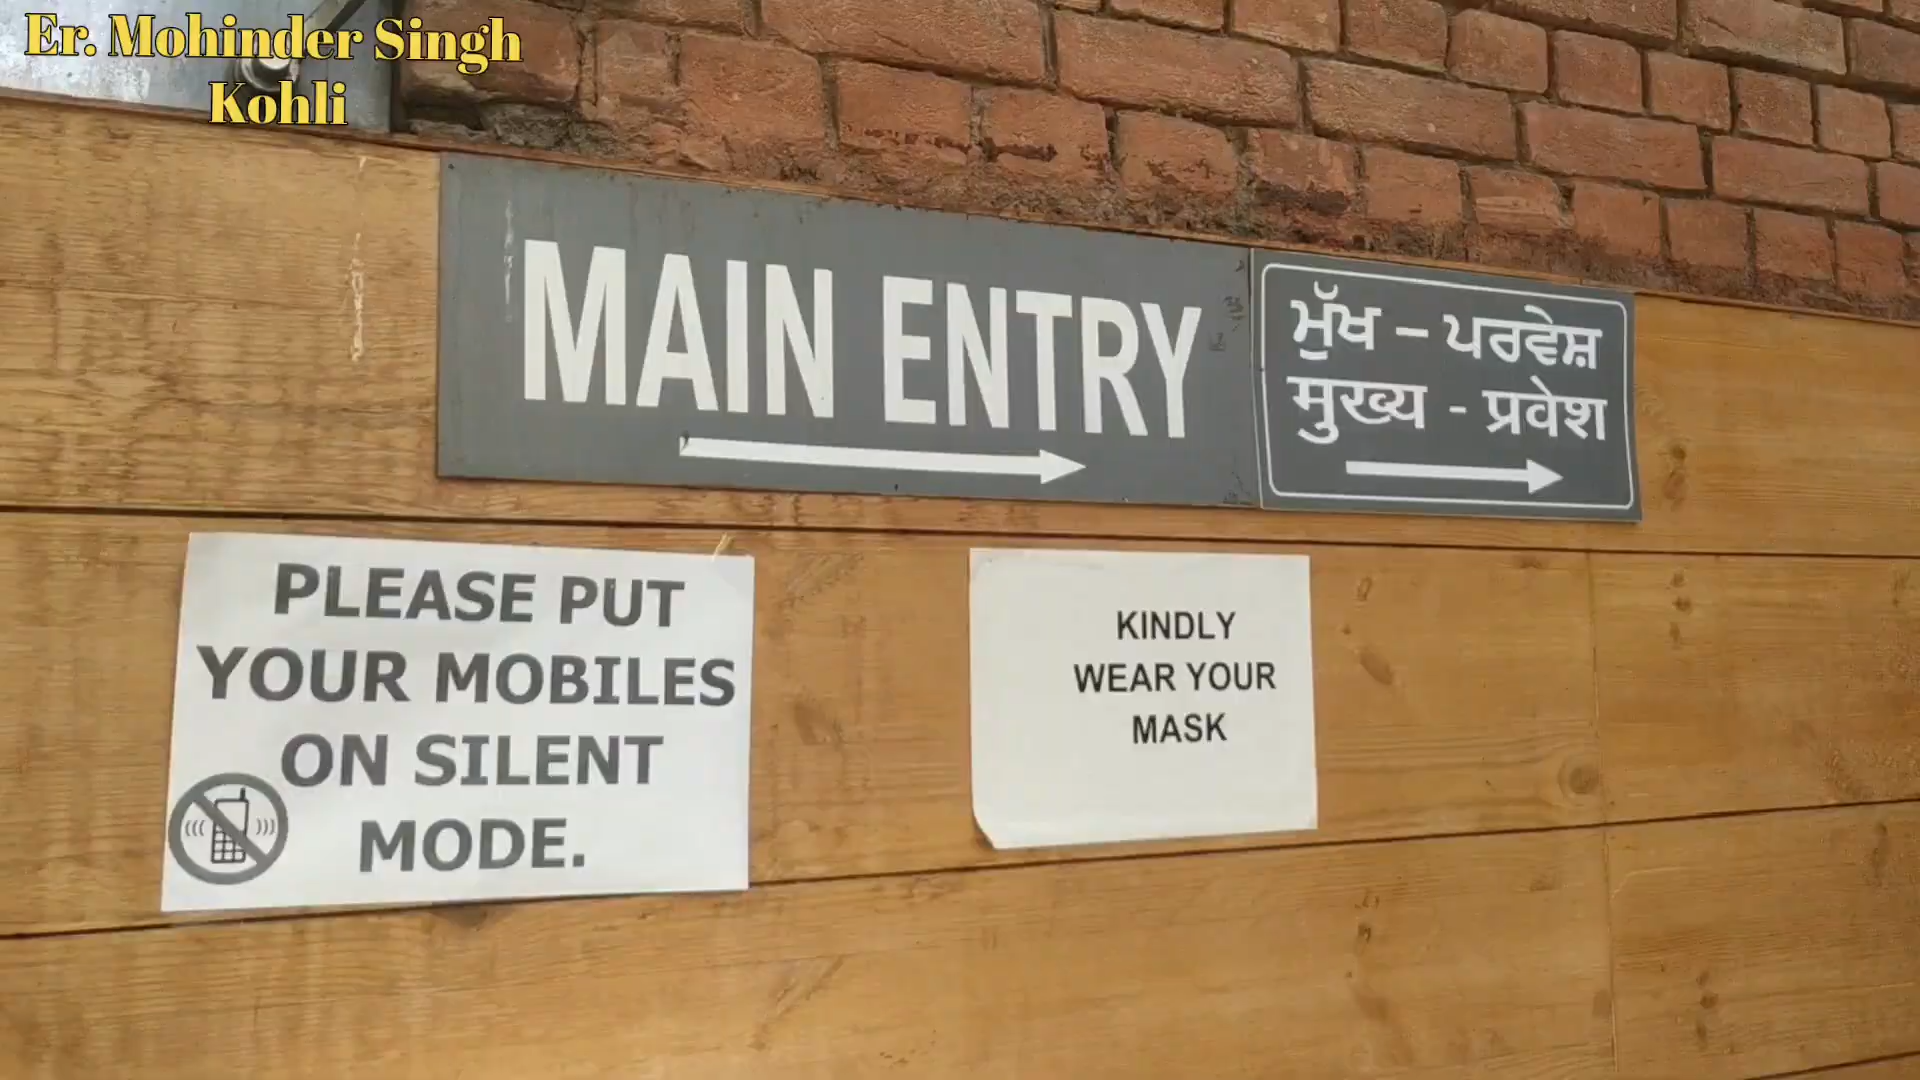 Er. Mohinder Singh
Kohli
MAIN ENTRY
ਮੁੱਖ – ਪਰਵੇਸ਼
मुख्य - प्रवेश
PLEASE PUT
YOUR MOBILES
ON SILENT
MODE.
KINDLY
WEAR YOUR
MASK